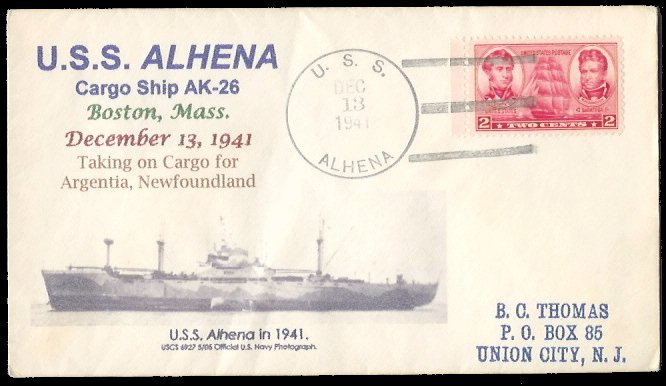 U.S.S. ALHENA
Cargo Ship AK-26
Boston, Mass.
December 13, 1941
Taking on Cargo for
Argentia, Newfoundland
U. S. S.
DEC
13
1941
ALHENA
UNITED STATES POSTAGE
2 TWO CENTS 2
U.S.S. Alhena in 1941.
USCS 6927 5/05 Official U.S. Navy Photograph.
B. C. THOMAS
P. O. BOX 85
UNION CITY, N. J.